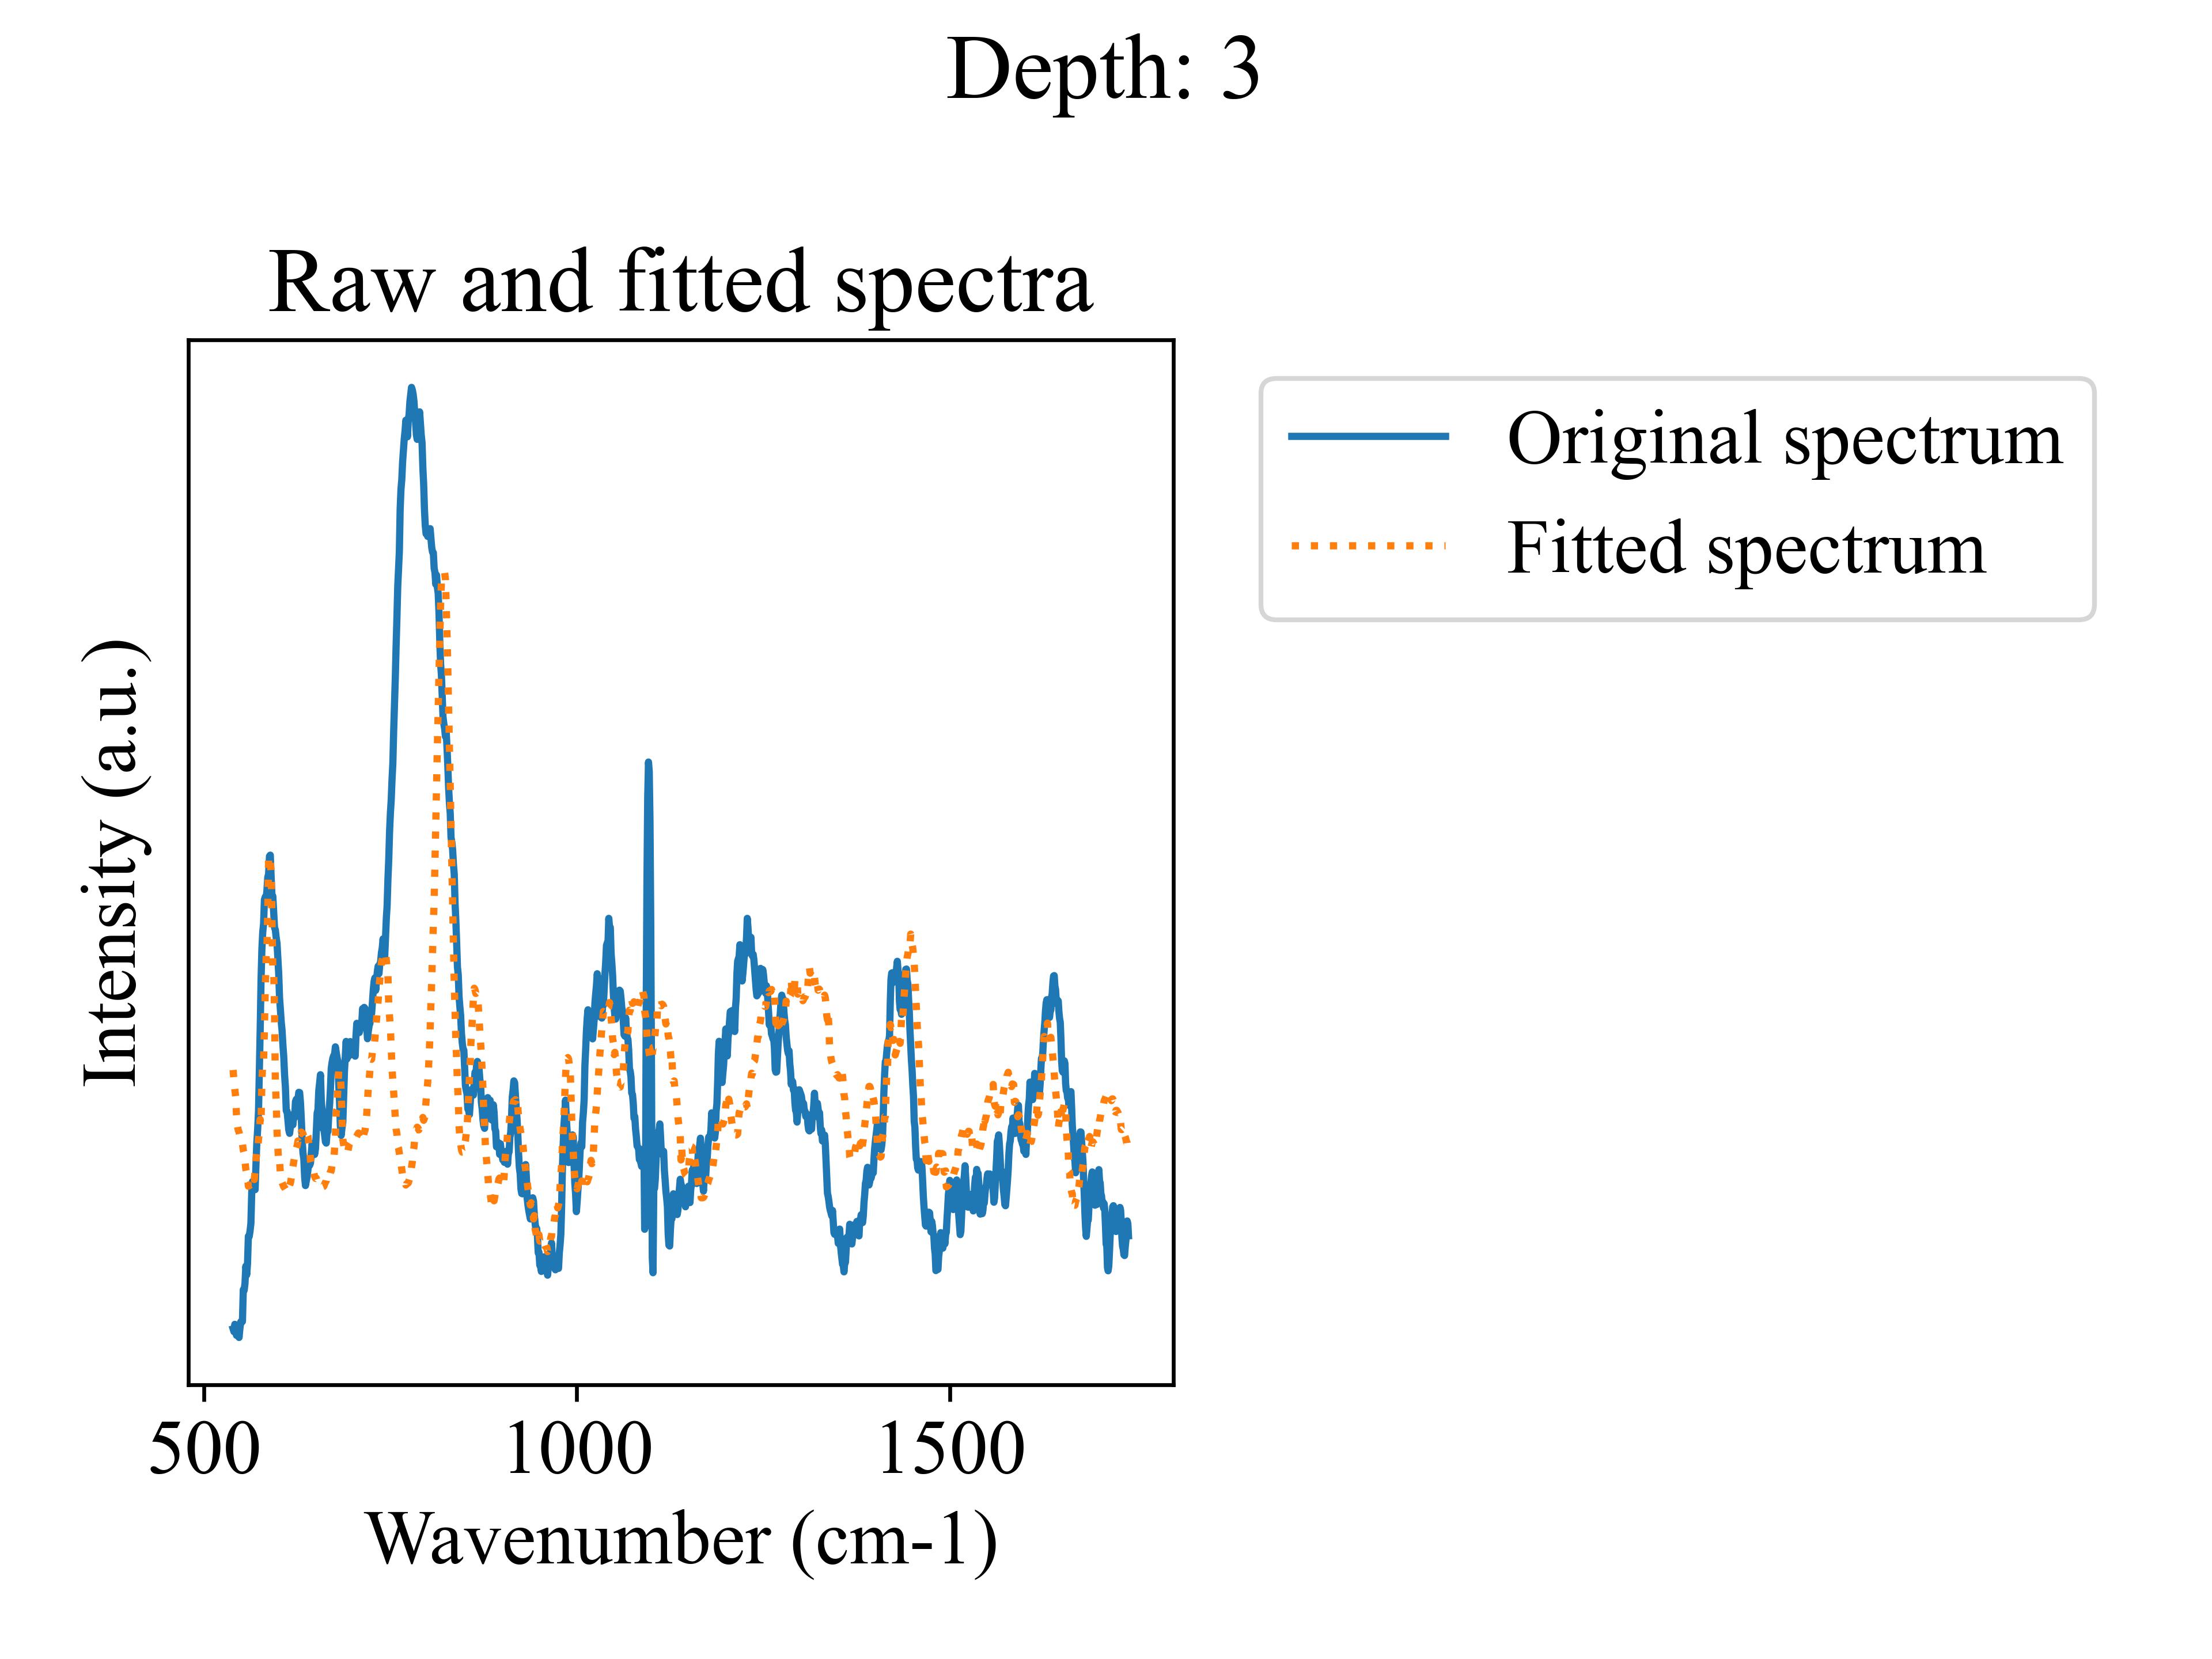 Depth: 3
Raw and fitted spectra
Original spectrum
Fitted spectrum
Intensity (a.u.)
500 1000 1500
Wavenumber (cm-1)